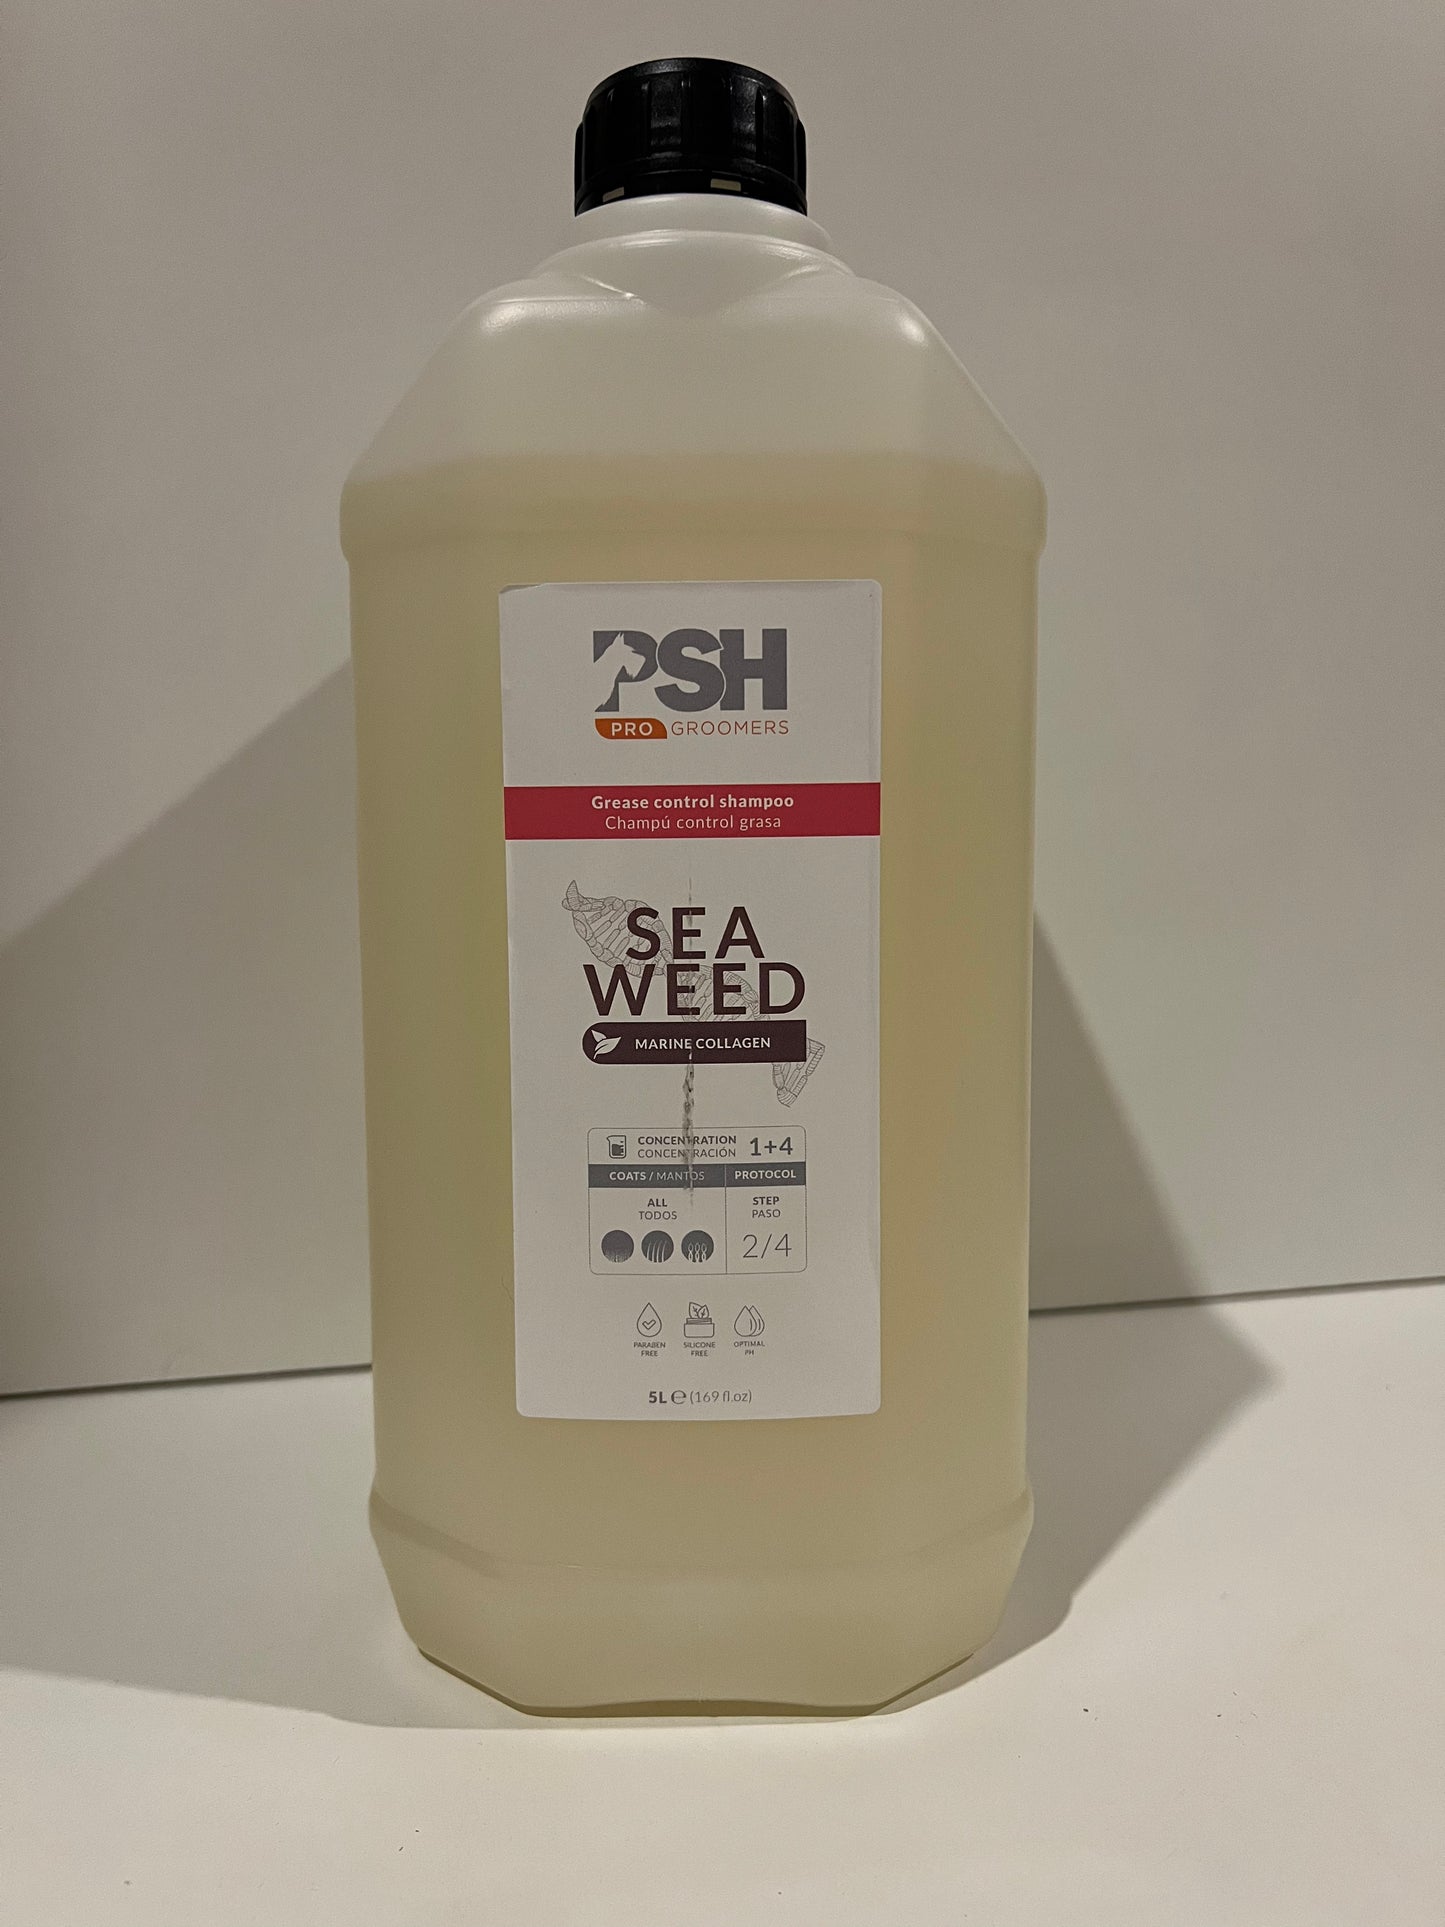 PSH
PRO GROOMERS
Grease control shampoo
Champú control grasa
SEA
WEED
MARINE COLLAGEN
CONCENTRATION
CONCENTRACIÓN
1+4
COATS / MANTOS
PROTOCOL
ALL
TODOS
STEP
PASO
2/4
PARABEN
FREE
SILICONE
FREE
OPTIMAL
PH
5L ℮ (169 fl.oz)